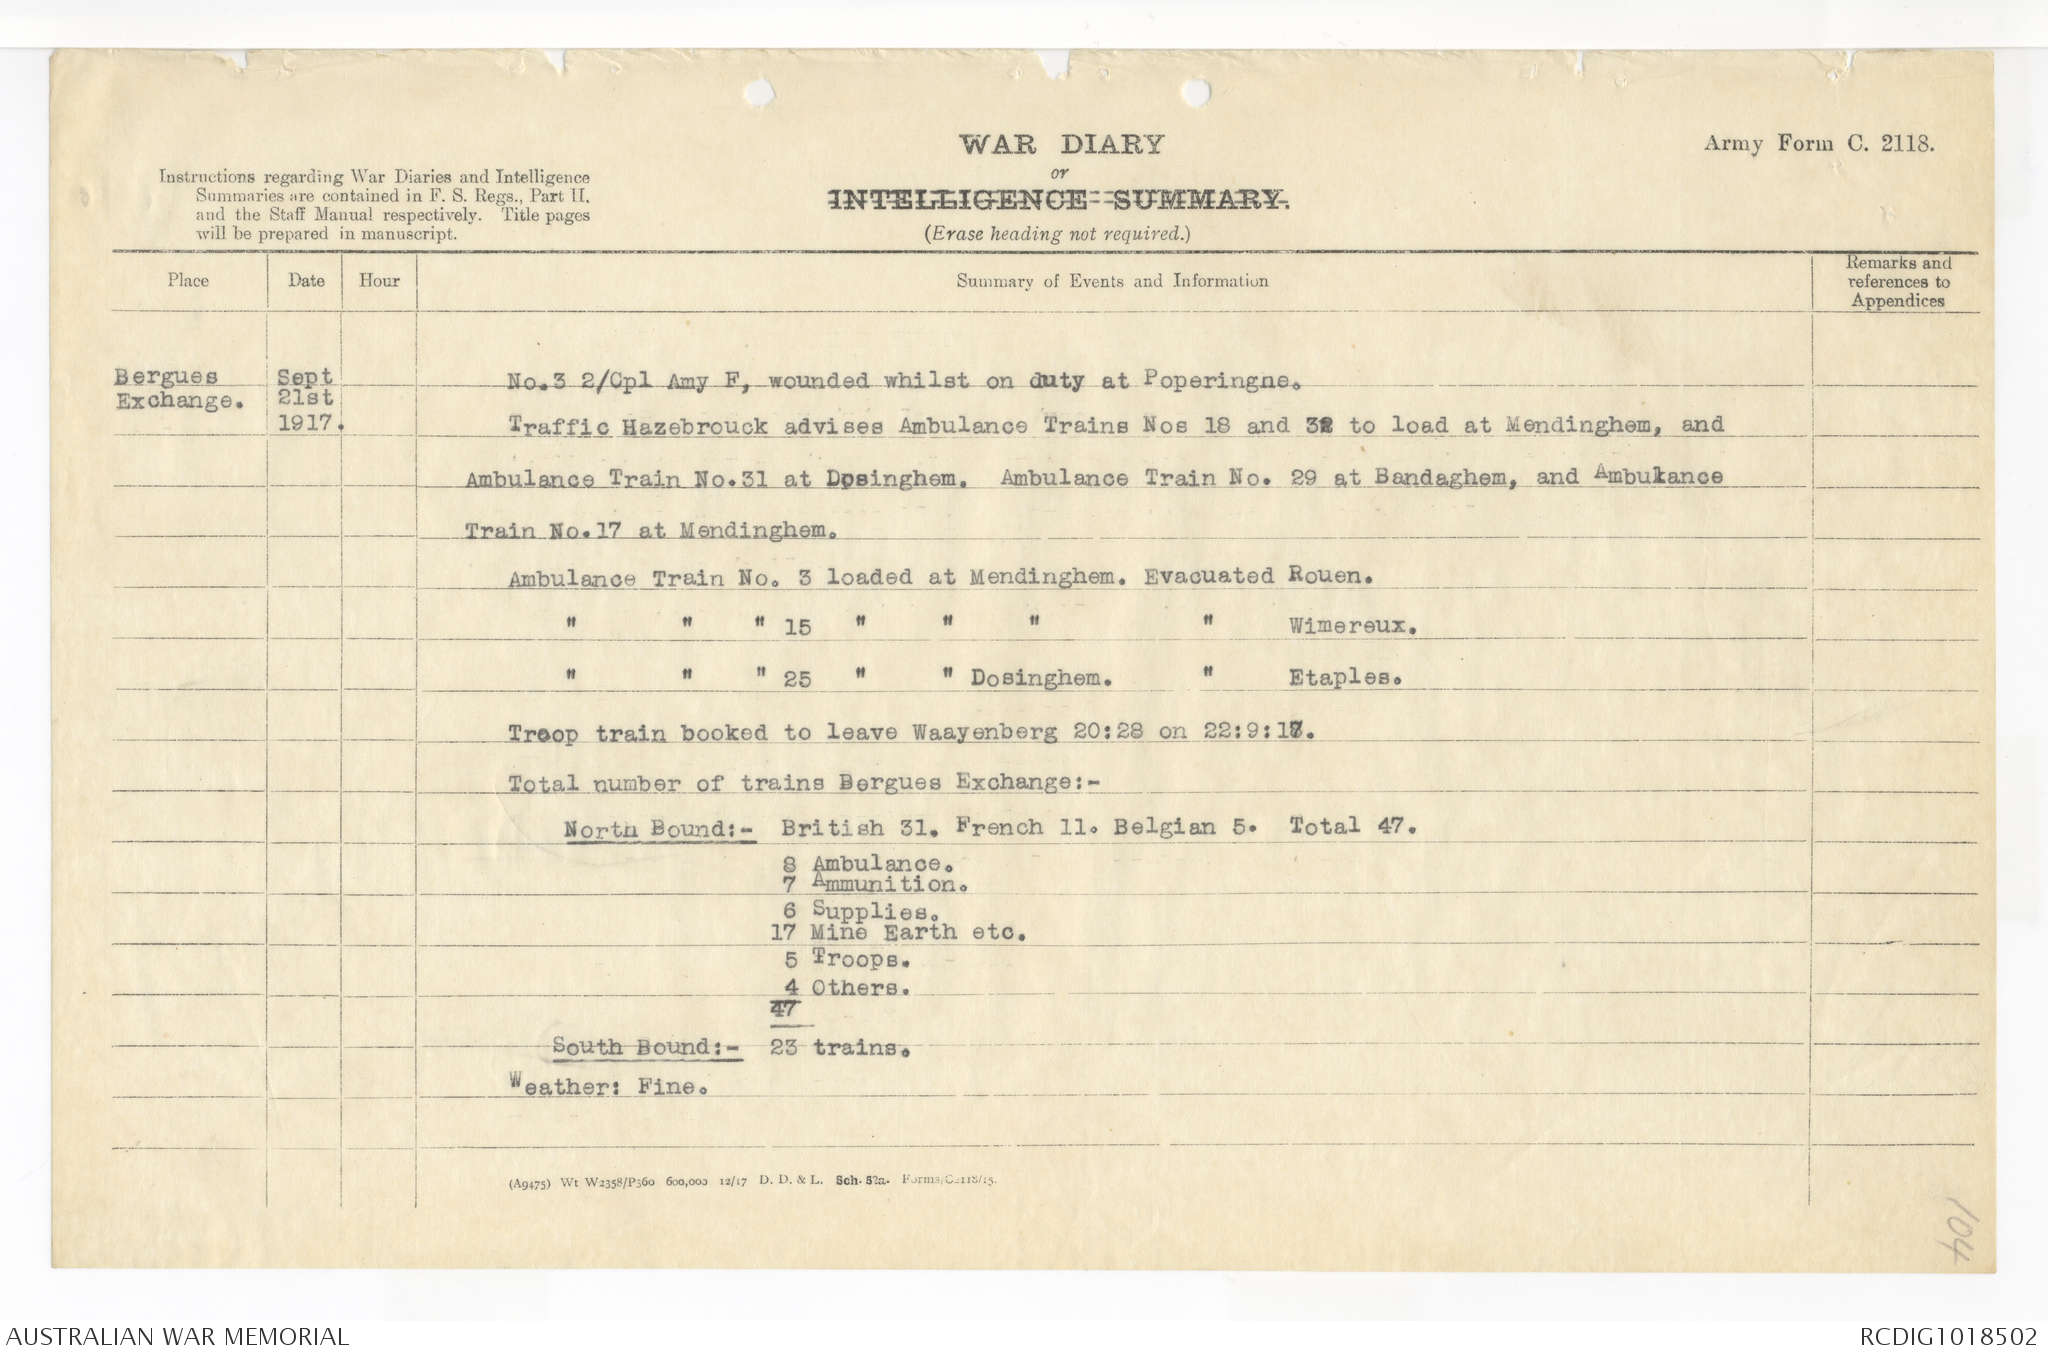 WAR DIARY
or
INTELLIGENCE SUMMARY.
(Erase heading not required.)
Army Form C. 2118.
Instructions regarding War Diaries and Intelligence
Summaries are contained in F. S. Regs., Part II.
and the Staff Manual respectively. Title pages
will be prepared in manuscript.
Place Date Hour Summary of Events and Information Remarks and references to Appendices
Bergues Exchange. Sept 21st 1917.
No.3 2/Cpl Amy F, wounded whilst on duty at Poperingne.
Traffic Hazebrouck advises Ambulance Trains Nos 18 and 32 to load at Mendinghem, and
Ambulance Train No.31 at Dosinghem. Ambulance Train No. 29 at Bandaghem, and Ambulance
Train No.17 at Mendinghem.
Ambulance Train No. 3 loaded at Mendinghem. Evacuated Rouen.
" " " 15 " " " " Wimereux.
" " " 25 " " Dosinghem. " Etaples.
Troop train booked to leave Waayenberg 20:28 on 22:9:17.
Total number of trains Bergues Exchange:-
North Bound:- British 31. French 11. Belgian 5. Total 47.
8 Ambulance.
7 Ammunition.
6 Supplies.
17 Mine Earth etc.
5 Troops.
4 Others.
47
South Bound:- 23 trains.
Weather: Fine.
(A9475) Wt W2358/P360 600,000 12/17 D. D. & L. Sch. 52a. Forms/C2118/15.
104
AUSTRALIAN WAR MEMORIAL
RCDIG1018502